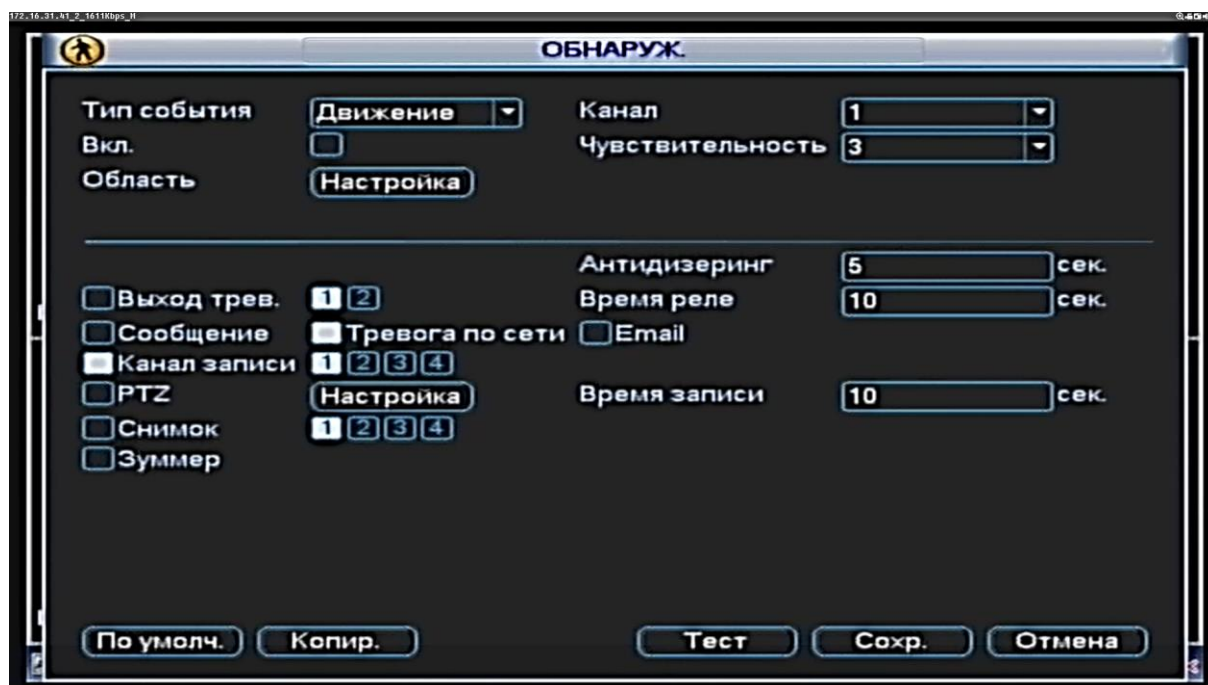 172.16.31.41_2_1611Kbps_M
ОБНАРУЖ.
Тип события Движение Канал 1
Вкл. Чувствительность 3
Область Настройка
Антидизеринг 5 сек.
Выход трев. 1 2 Время реле 10 сек.
Сообщение Тревога по сети Email
Канал записи 1 2 3 4
PTZ Настройка Время записи 10 сек.
Снимок 1 2 3 4
Зуммер
По умолч. Копир. Тест Сохр. Отмена